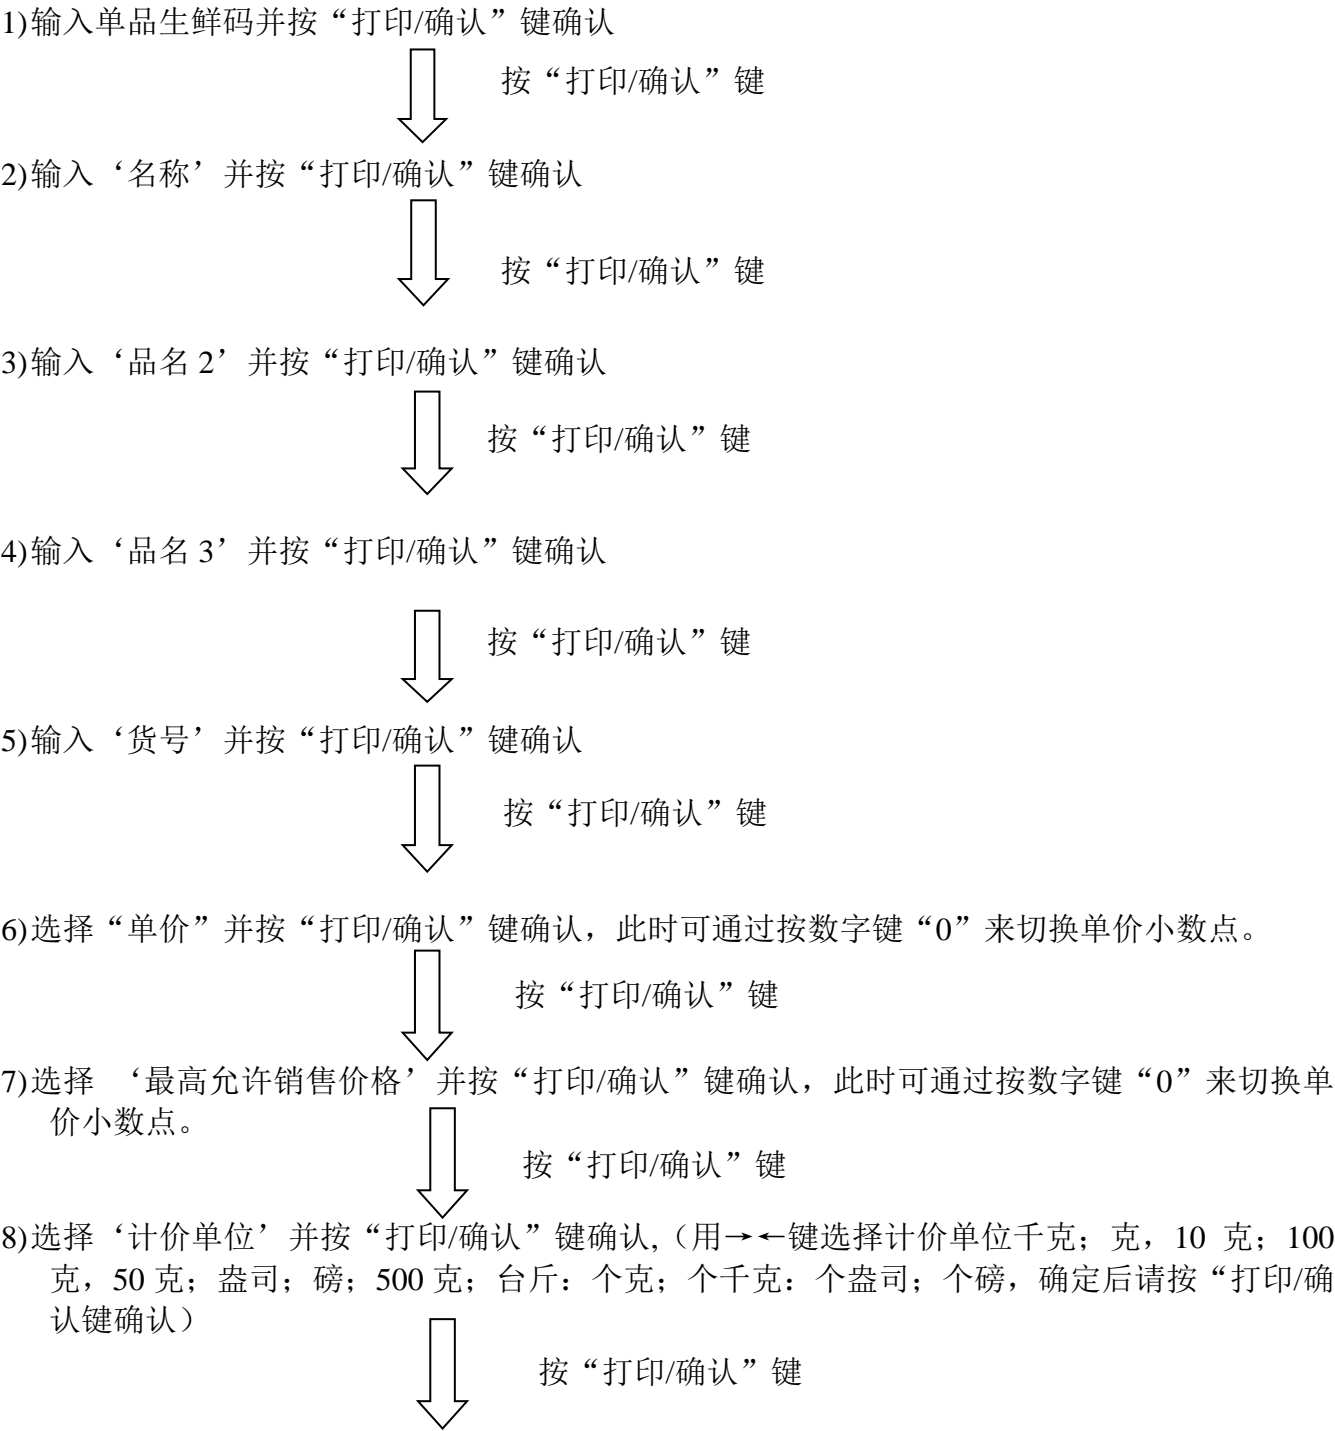 1)输入单品生鲜码并按“打印/确认”键确认
按“打印/确认”键
2)输入‘名称’并按“打印/确认”键确认
按“打印/确认”键
3)输入‘品名 2’并按“打印/确认”键确认
按“打印/确认”键
4)输入‘品名 3’并按“打印/确认”键确认
按“打印/确认”键
5)输入‘货号’并按“打印/确认”键确认
按“打印/确认”键
6)选择“单价”并按“打印/确认”键确认，此时可通过按数字键“0”来切换单价小数点。
按“打印/确认”键
7)选择 ‘最高允许销售价格’并按“打印/确认”键确认，此时可通过按数字键“0”来切换单
价小数点。
按“打印/确认”键
8)选择‘计价单位’并按“打印/确认”键确认,（用→←键选择计价单位千克；克，10 克；100
克，50 克；盎司；磅；500 克；台斤：个克；个千克：个盎司；个磅，确定后请按“打印/确
认键确认）
按“打印/确认”键